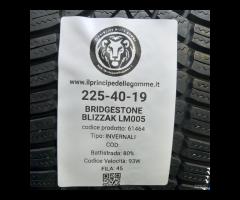 www.ilprincipedellegomme.it
225-40-19
BRIDGESTONE
BLIZZAK LM005
codice prodotto: 61464
Tipo: INVERNALI
COD:
Battistrada: 80%
Codice Velocità: 93W
FILA: 45